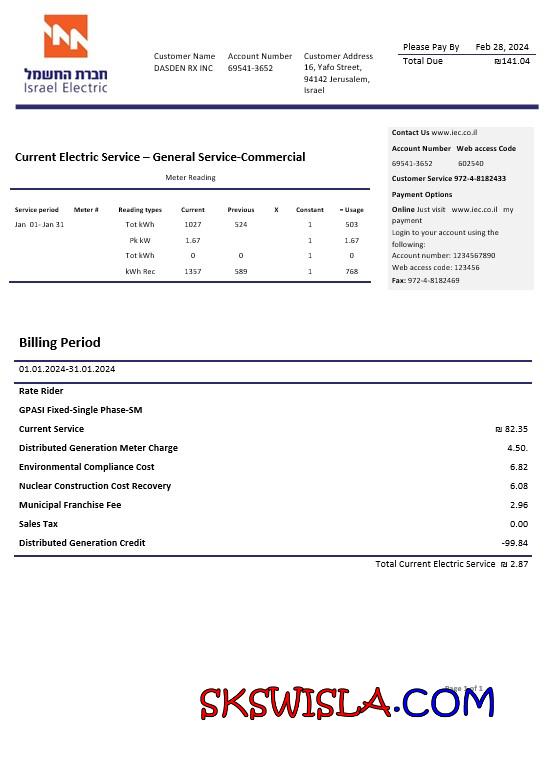 חברת החשמל
Israel Electric
Customer Name Account Number Customer Address
DASDEN RX INC 69541-3652 16, Yafo Street,
94142 Jerusalem,
Israel
Please Pay By Feb 28, 2024
Total Due ₪141.04
Contact Us www.iec.co.il
Account Number Web access Code
69541-3652 602540
Customer Service 972-4-8182433
Payment Options
Online Just visit www.iec.co.il my
payment
Login to your account using the
following:
Account number: 1234567890
Web access code: 123456
Fax: 972-4-8182469
Current Electric Service – General Service-Commercial
Meter Reading
Service period Meter # Reading types Current Previous X Constant = Usage
Jan 01- Jan 31 Tot kWh 1027 524 1 503
Pk kW 1.67 1 1.67
Tot kWh 0 0 1 0
kWh Rec 1357 589 1 768
Billing Period
01.01.2024-31.01.2024
Rate Rider
GPASI Fixed-Single Phase-SM
Current Service ₪ 82.35
Distributed Generation Meter Charge 4.50.
Environmental Compliance Cost 6.82
Nuclear Construction Cost Recovery 6.08
Municipal Franchise Fee 2.96
Sales Tax 0.00
Distributed Generation Credit -99.84
Total Current Electric Service ₪ 2.87
Page 1 of 1
SKSWISLA.COM